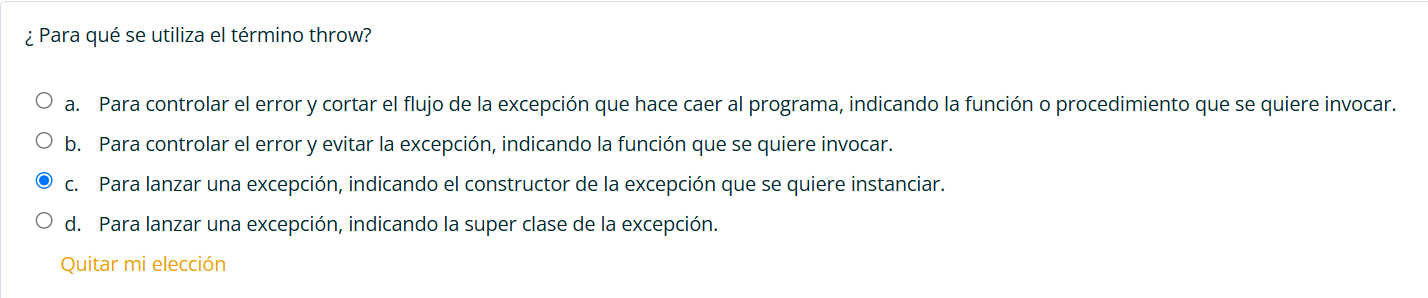 ¿ Para qué se utiliza el término throw?
a. Para controlar el error y cortar el flujo de la excepción que hace caer al programa, indicando la función o procedimiento que se quiere invocar.
b. Para controlar el error y evitar la excepción, indicando la función que se quiere invocar.
c. Para lanzar una excepción, indicando el constructor de la excepción que se quiere instanciar.
d. Para lanzar una excepción, indicando la super clase de la excepción.
Quitar mi elección